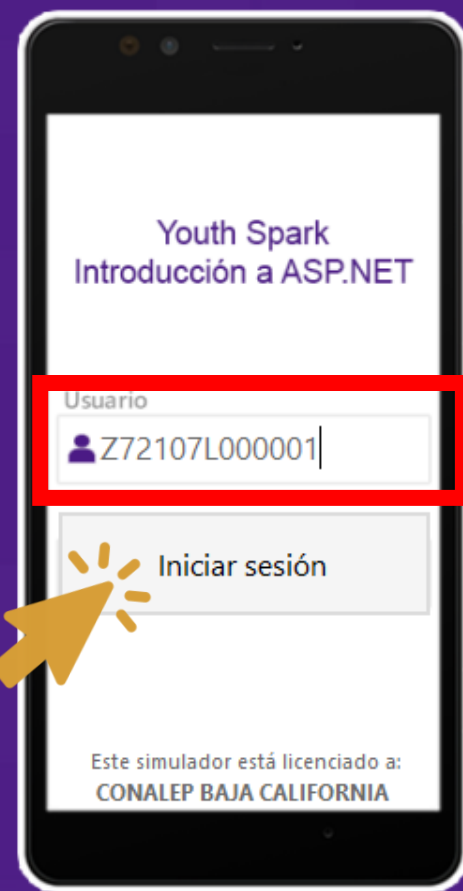 Youth Spark
Introducción a ASP.NET
Usuario
Z72107L000001
Iniciar sesión
Este simulador está licenciado a:
CONALEP BAJA CALIFORNIA